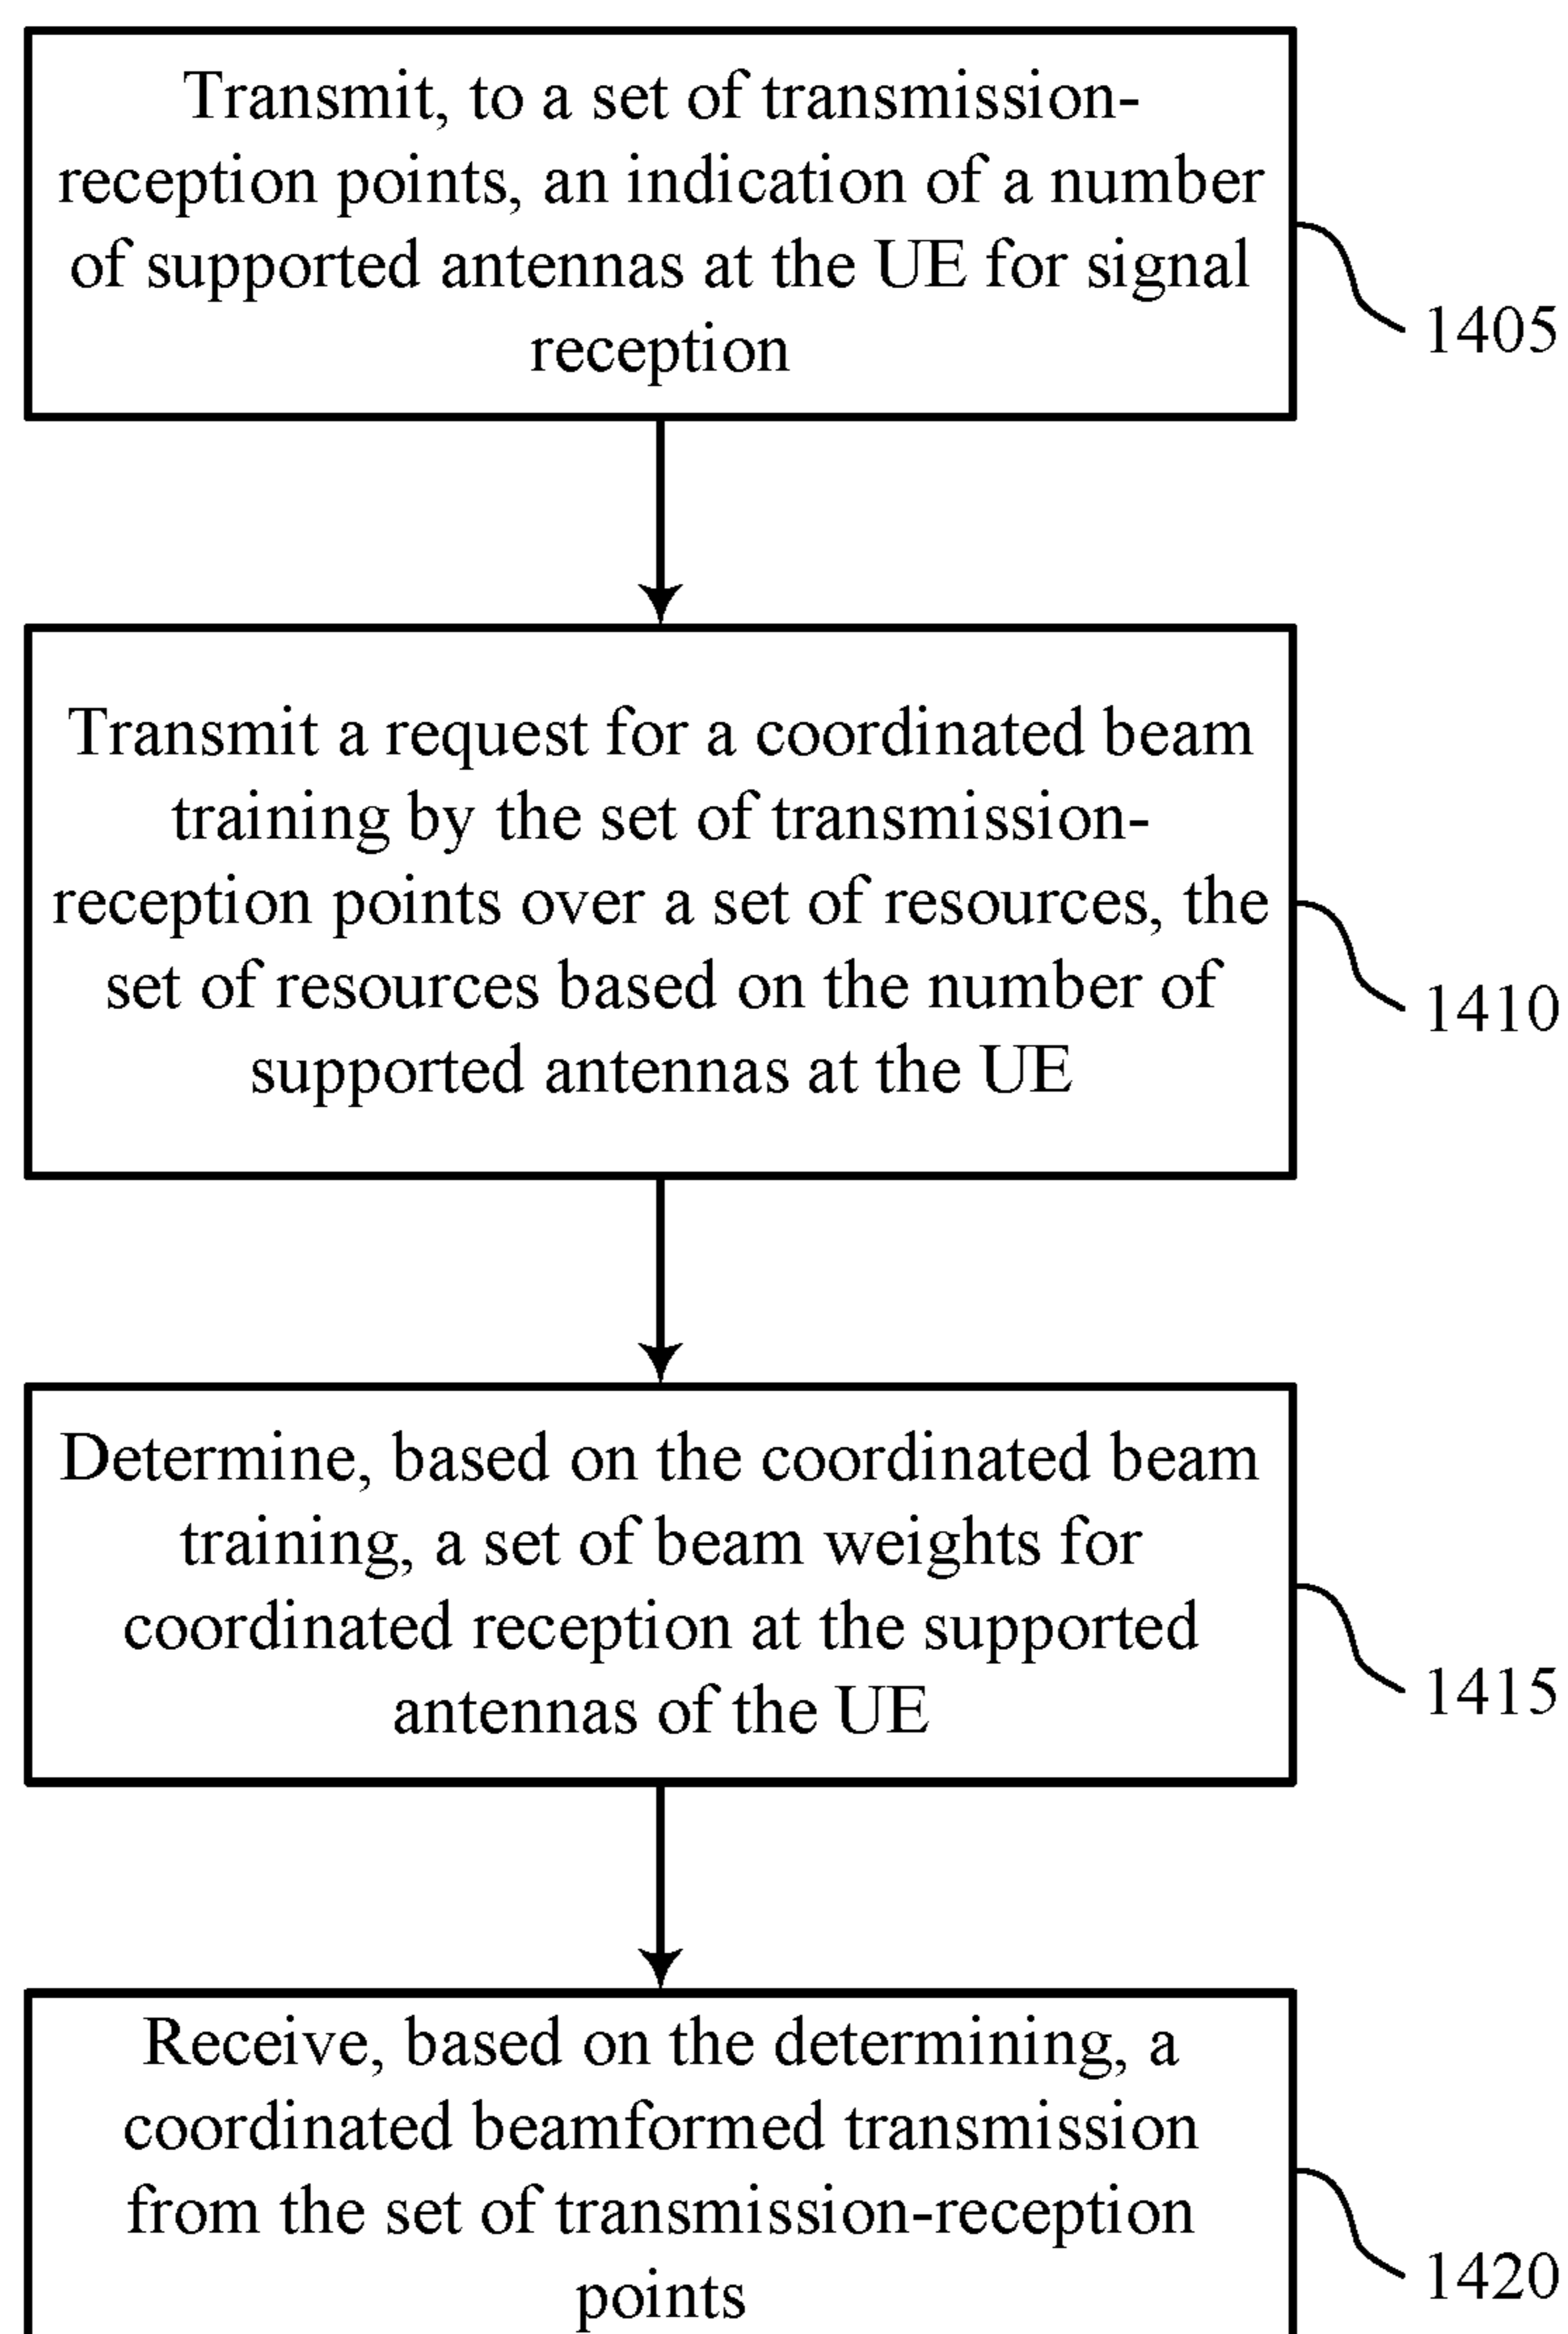 Transmit, to a set of transmission-
reception points, an indication of a number
of supported antennas at the UE for signal
reception
1405
Transmit a request for a coordinated beam
training by the set of transmission-
reception points over a set of resources, the
set of resources based on the number of
supported antennas at the UE
1410
Determine, based on the coordinated beam
training, a set of beam weights for
coordinated reception at the supported
antennas of the UE
1415
Receive, based on the determining, a
coordinated beamformed transmission
from the set of transmission-reception
points
1420